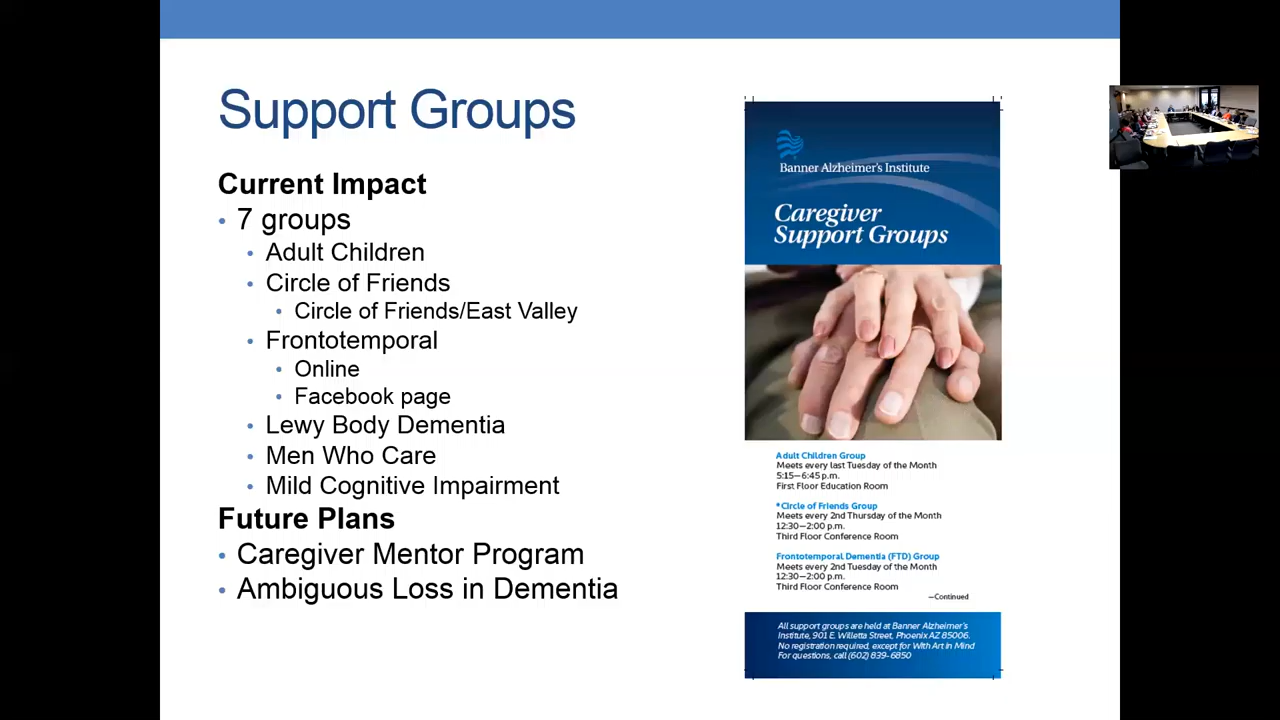 Support Groups
Current Impact
• 7 groups
• Adult Children
• Circle of Friends
• Circle of Friends/East Valley
• Frontotemporal
• Online
• Facebook page
• Lewy Body Dementia
• Men Who Care
• Mild Cognitive Impairment
Future Plans
• Caregiver Mentor Program
• Ambiguous Loss in Dementia
Banner Alzheimer's Institute
Caregiver
Support Groups
Adult Children Group
Meets every last Tuesday of the Month
5:15—6:45 p.m.
First Floor Education Room
*Circle of Friends Group
Meets every 2nd Thursday of the Month
12:30—2:00 p.m.
Third Floor Conference Room
Frontotemporal Dementia (FTD) Group
Meets every 2nd Tuesday of the Month
12:30—2:00 p.m.
Third Floor Conference Room
—Continued
All support groups are held at Banner Alzheimer's
Institute, 901 E. Willetta Street, Phoenix AZ 85006.
No registration required, except for With Art In Mind
For questions, call (602) 839-6850